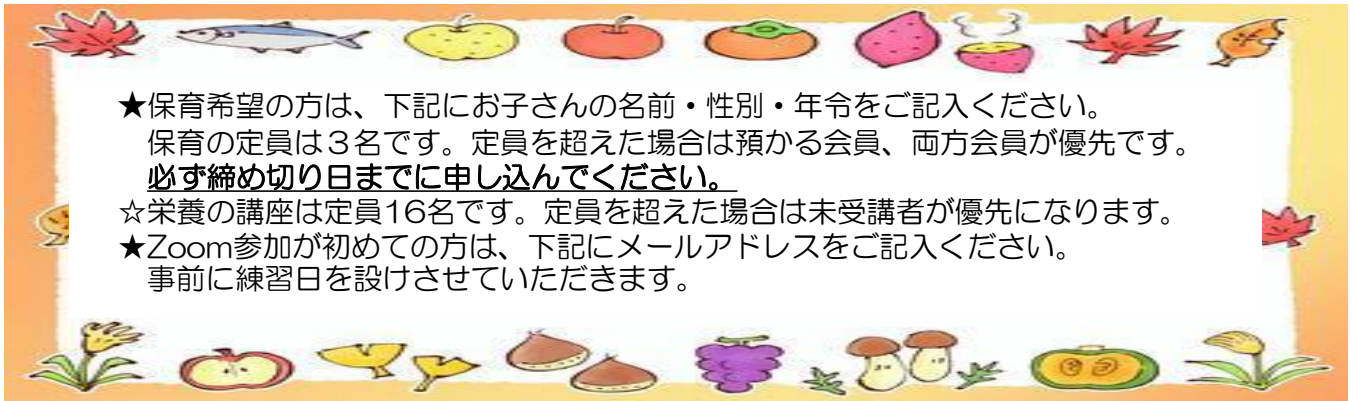 ★保育希望の方は、下記にお子さんの名前・性別・年令をご記入ください。
保育の定員は３名です。定員を超えた場合は預かる会員、両方会員が優先です。
必ず締め切り日までに申し込んでください。
☆栄養の講座は定員16名です。定員を超えた場合は未受講者が優先になります。
★Zoom参加が初めての方は、下記にメールアドレスをご記入ください。
事前に練習日を設けさせていただきます。